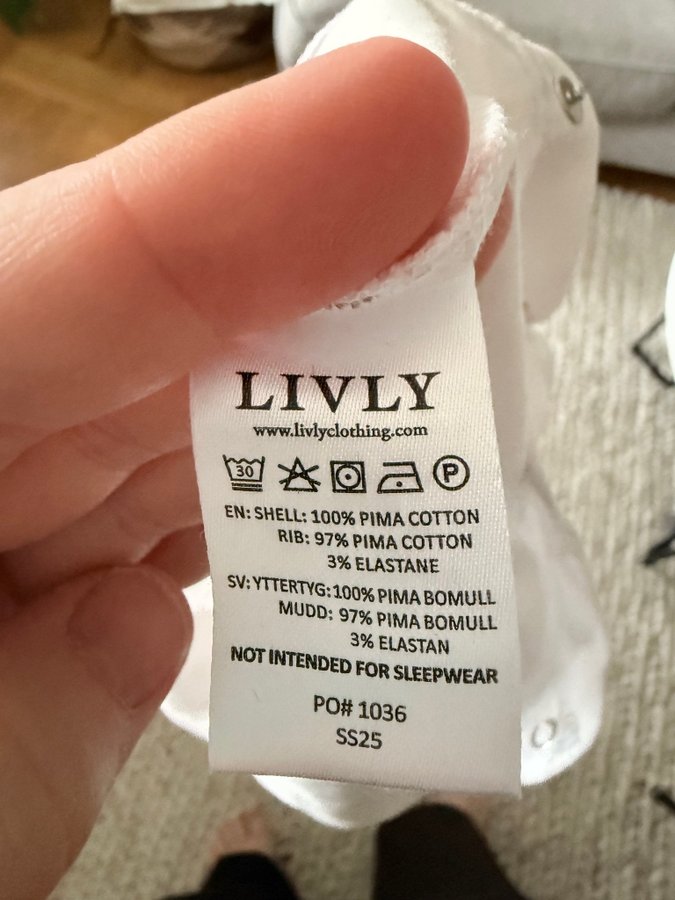 LIVLY
www.livlyclothing.com
30 P
EN: SHELL: 100% PIMA COTTON
RIB: 97% PIMA COTTON
3% ELASTANE
SV: YTTERTYG: 100% PIMA BOMULL
MUDD: 97% PIMA BOMULL
3% ELASTAN
NOT INTENDED FOR SLEEPWEAR
PO# 1036
SS25